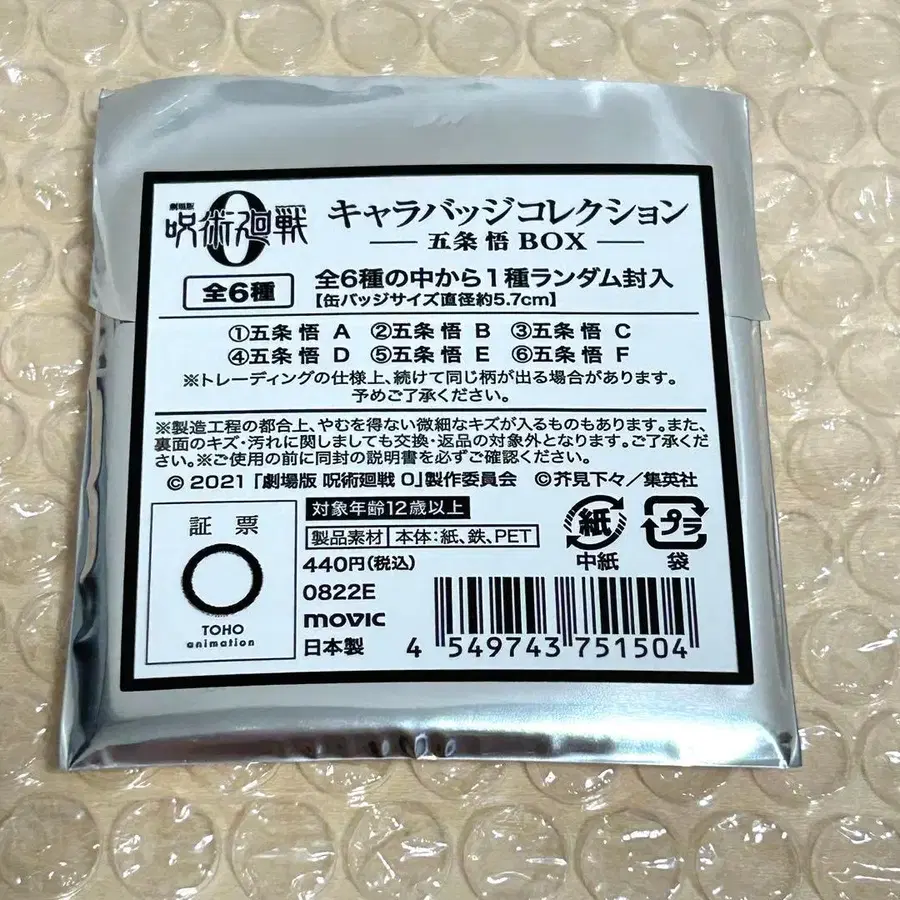 劇場版
呪術廻戦 0
キャラバッジコレクション
五条 悟 BOX
全6種
全6種の中から1種ランダム封入
【缶バッジサイズ直径約5.7cm】
①五条 悟 A ②五条 悟 B ③五条 悟 C
④五条 悟 D ⑤五条 悟 E ⑥五条 悟 F
※トレーディングの仕様上、続けて同じ柄が出る場合があります。
予めご了承ください。
※製造工程の都合上、やむを得ない微細なキズが入るものもあります。また、
裏面のキズ・汚れに関しましても交換・返品の対象外となります。ご了承くだ
さい。※ご使用の前に同封の説明書を必ずご確認ください。
© 2021 「劇場版 呪術廻戦 0」製作委員会 ©芥見下々／集英社
証 票
TOHO
animation
対象年齢12歳以上
製品素材 本体：紙、鉄、PET
440円(税込)
0822E
movic
日本製
紙
中紙
プラ
袋
4 549743 751504